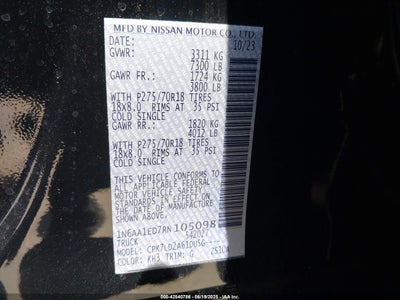 MFD BY NISSAN MOTOR CO., LTD.
DATE: 10/23
GVWR: 3311 KG
7300 LB
GAWR FR.: 1724 KG
3800 LB
WITH P275/70R18 TIRES
18X8.0 RIMS AT 35 PSI
COLD SINGLE
GAWR RR.: 1820 KG
4012 LB
WITH P275/70R18 TIRES
18X8.0 RIMS AT 35 PSI
COLD SINGLE
THIS VEHICLE CONFORMS TO
ALL APPLICABLE FEDERAL
MOTOR VEHICLE SAFETY
STANDARDS IN EFFECT ON
THE DATE OF MANUFACTURE
SHOWN ABOVE.
1N6AA1ED7RN105098
TRUCK
MODEL:
COLOR: KH3 TRIM: G
00-42540786 - 06/19/2025 - IAAI